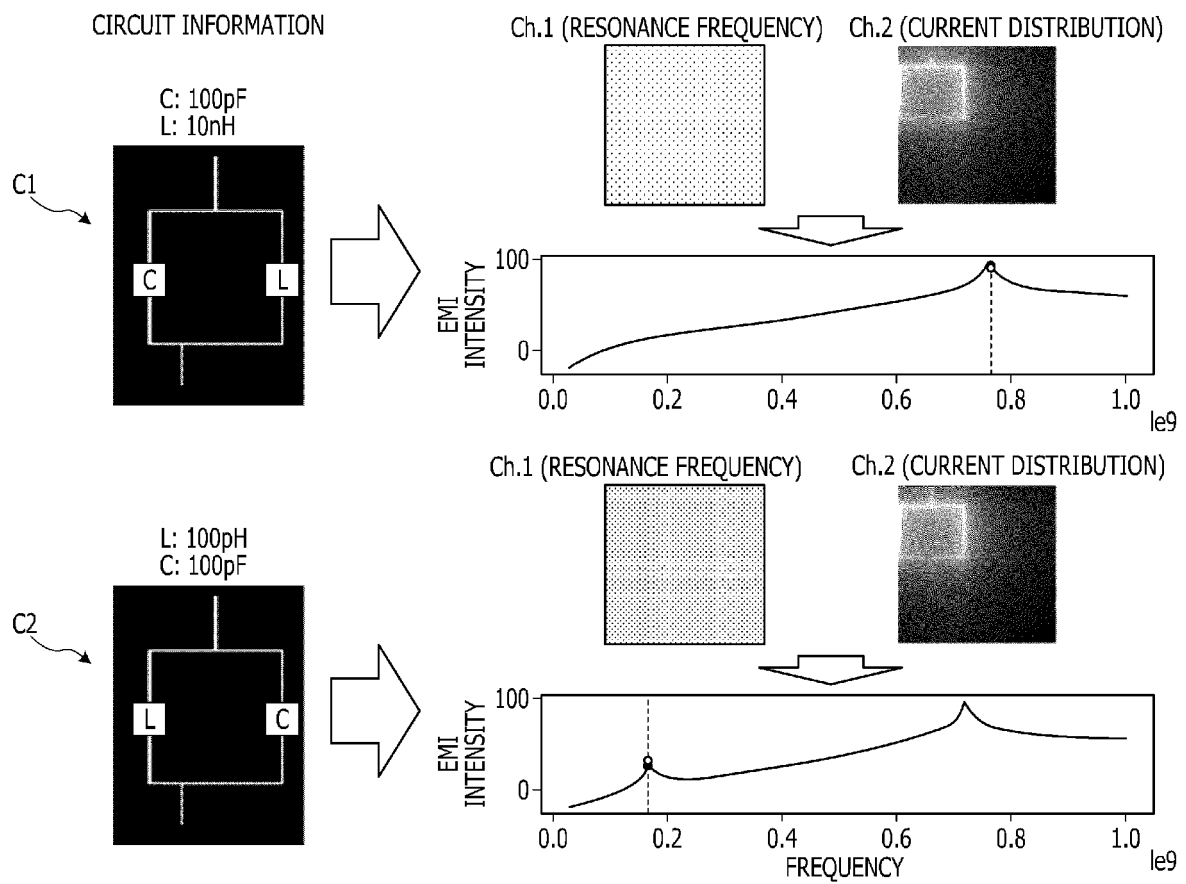 CIRCUIT INFORMATION
Ch.1 (RESONANCE FREQUENCY)
Ch.2 (CURRENT DISTRIBUTION)
C: 100pF
L: 10nH
C1
C
L
EMI
INTENSITY
100
0
0.0 0.2 0.4 0.6 0.8 1.0
le9
Ch.1 (RESONANCE FREQUENCY)
Ch.2 (CURRENT DISTRIBUTION)
L: 100pH
C: 100pF
C2
L
C
EMI
INTENSITY
100
0
0.0 0.2 0.4 0.6 0.8 1.0
le9
FREQUENCY